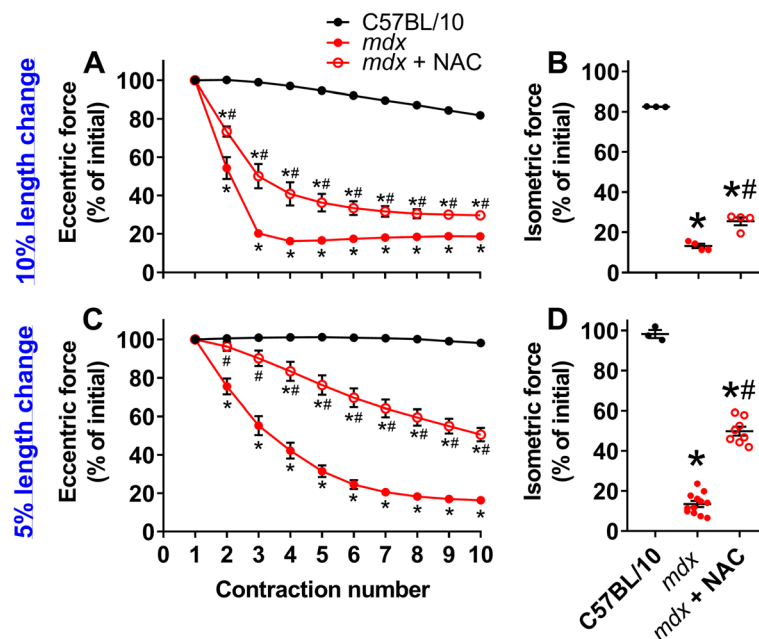 C57BL/10
mdx
mdx + NAC
10% length change
A
Eccentric force
(% of initial)
100
80
60
40
20
0
*#
*#
*#
*#
*#
*#
*#
*#
*#
*
*
*
*
*
*
*
*
*
B
Isometric force
(% of initial)
100
80
60
40
20
0
*
*#
5% length change
C
Eccentric force
(% of initial)
100
80
60
40
20
0
#
#
*#
*#
*#
*#
*#
*#
*#
*
*
*
*
*
*
*
*
*
0 1 2 3 4 5 6 7 8 9 10
Contraction number
D
Isometric force
(% of initial)
100
80
60
40
20
0
*
*#
C57BL/10
mdx
mdx + NAC